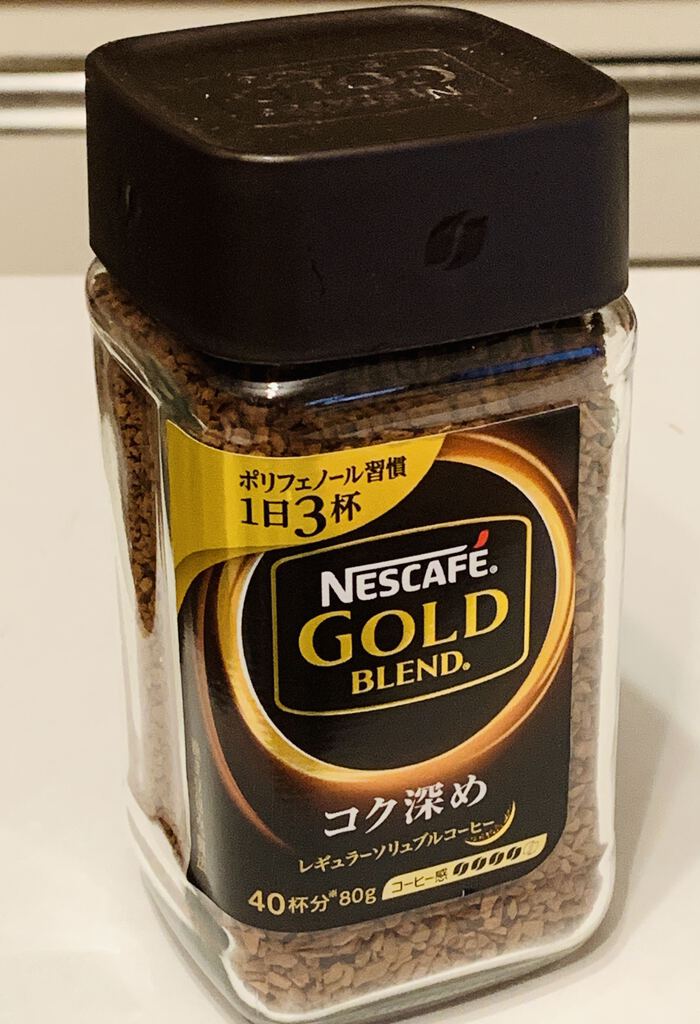 ポリフェノール習慣
1日3杯
NESCAFÉ®
GOLD
BLEND®
コク深め
レギュラーソリュブルコーヒー
40杯分※80g
コーヒー感